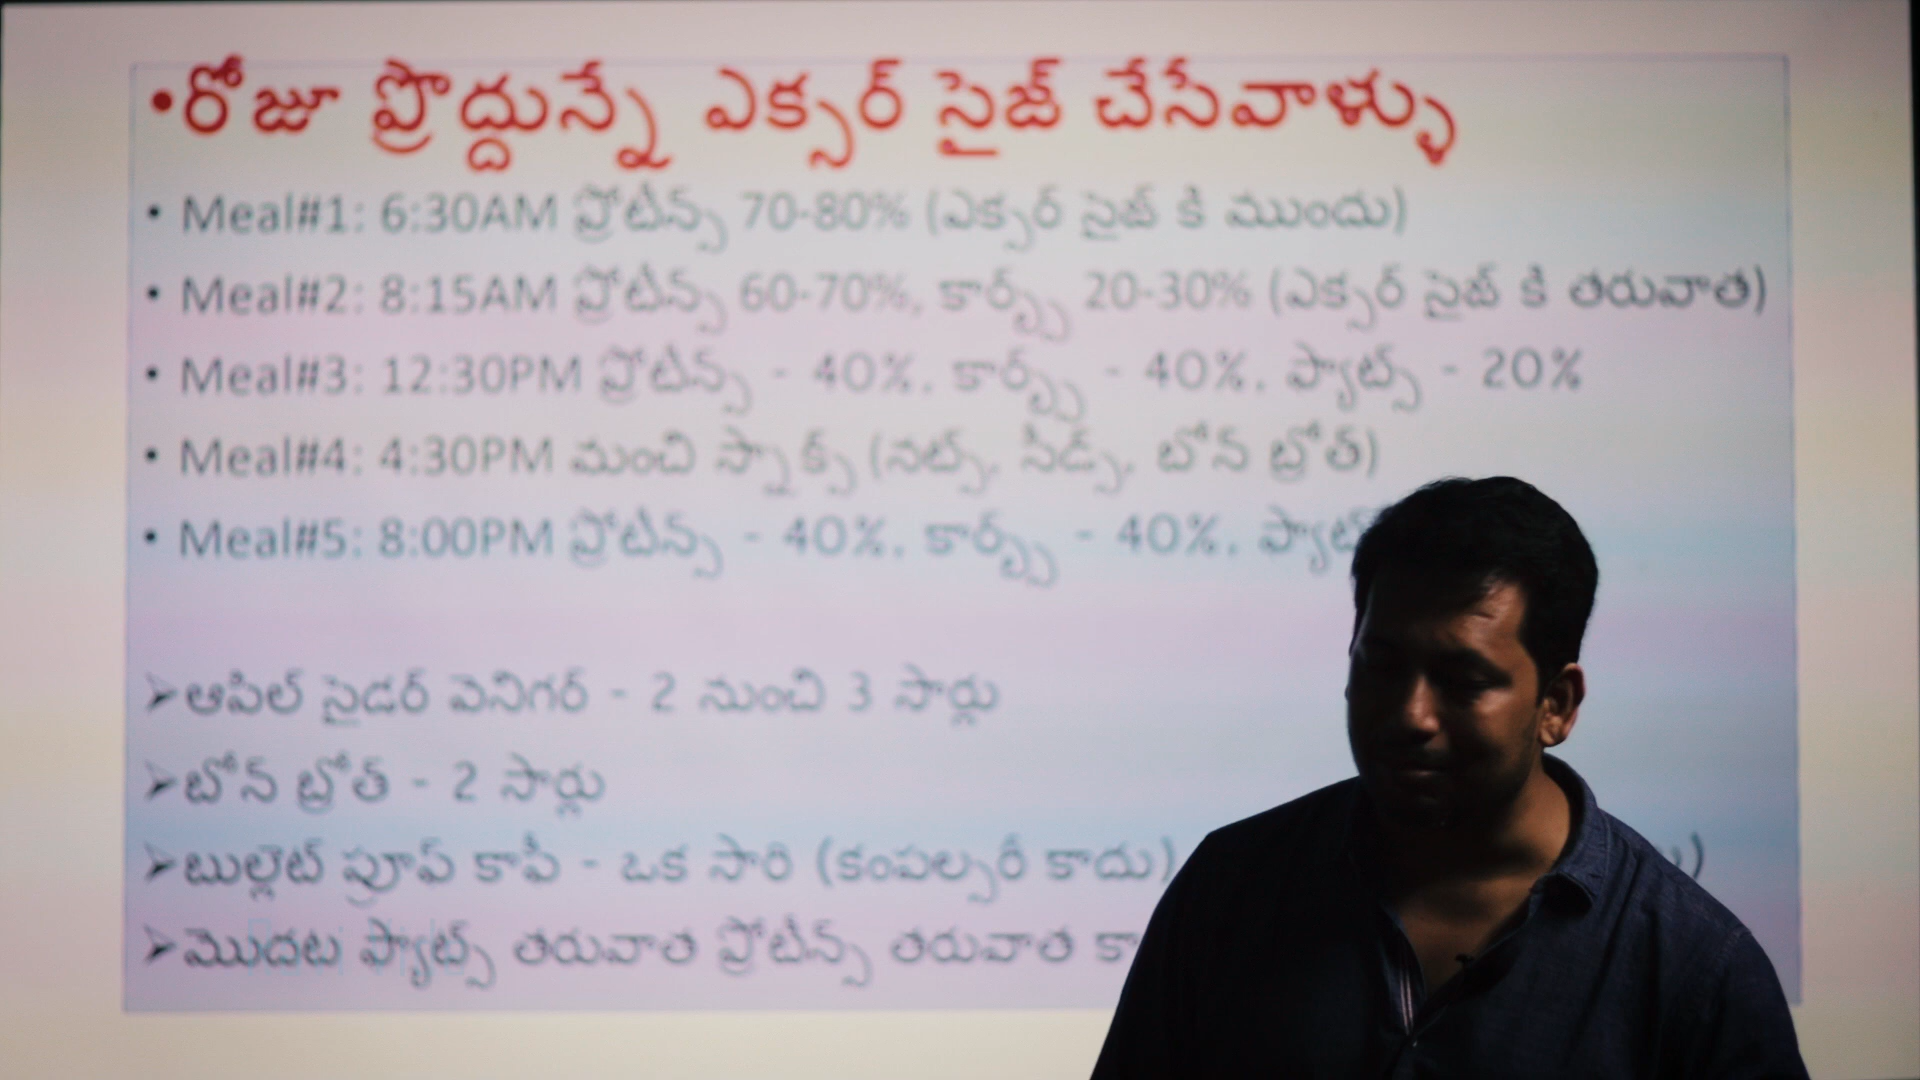 •రోజూ ప్రొద్దున్నే ఎక్సర్ సైజ్ చేసేవాళ్ళు
• Meal#1: 6:30AM ప్రోటీన్స్ 70-80% (ఎక్సర్ సైజ్ కి ముందు)
• Meal#2: 8:15AM ప్రోటీన్స్ 60-70%, కార్బ్స్ 20-30% (ఎక్సర్ సైజ్ కి తరువాత)
• Meal#3: 12:30PM ప్రోటీన్స్ - 40%, కార్బ్స్ - 40%, ఫ్యాట్స్ - 20%
• Meal#4: 4:30PM మంచి స్నాక్స్ (నట్స్, సీడ్స్, బోన్ బ్రోత్)
• Meal#5: 8:00PM ప్రోటీన్స్ - 40%, కార్బ్స్ - 40%,
➢ఆపిల్ సైడర్ వెనిగర్ - 2 నుంచి 3 సార్లు
➢బోన్ బ్రోత్ - 2 సార్లు
➢బుల్లెట్ ప్రూఫ్ కాఫీ - ఒక సారి (కంపల్సరీ కాదు)
➢మొదట ఫ్యాట్స్ తరువాత ప్రోటీన్స్ తరువాత